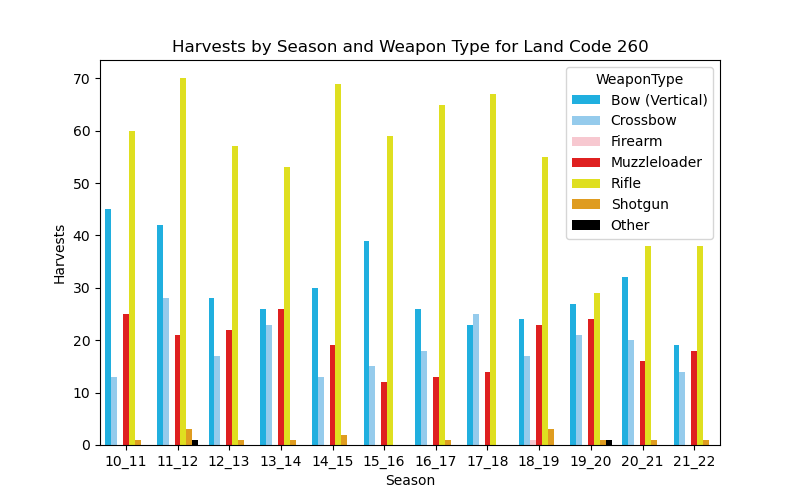 Harvests by Season and Weapon Type for Land Code 260
WeaponType
Bow (Vertical)
Crossbow
Firearm
Muzzleloader
Rifle
Shotgun
Other
Harvests
70
60
50
40
30
20
10
0
10_11 11_12 12_13 13_14 14_15 15_16 16_17 17_18 18_19 19_20 20_21 21_22
Season